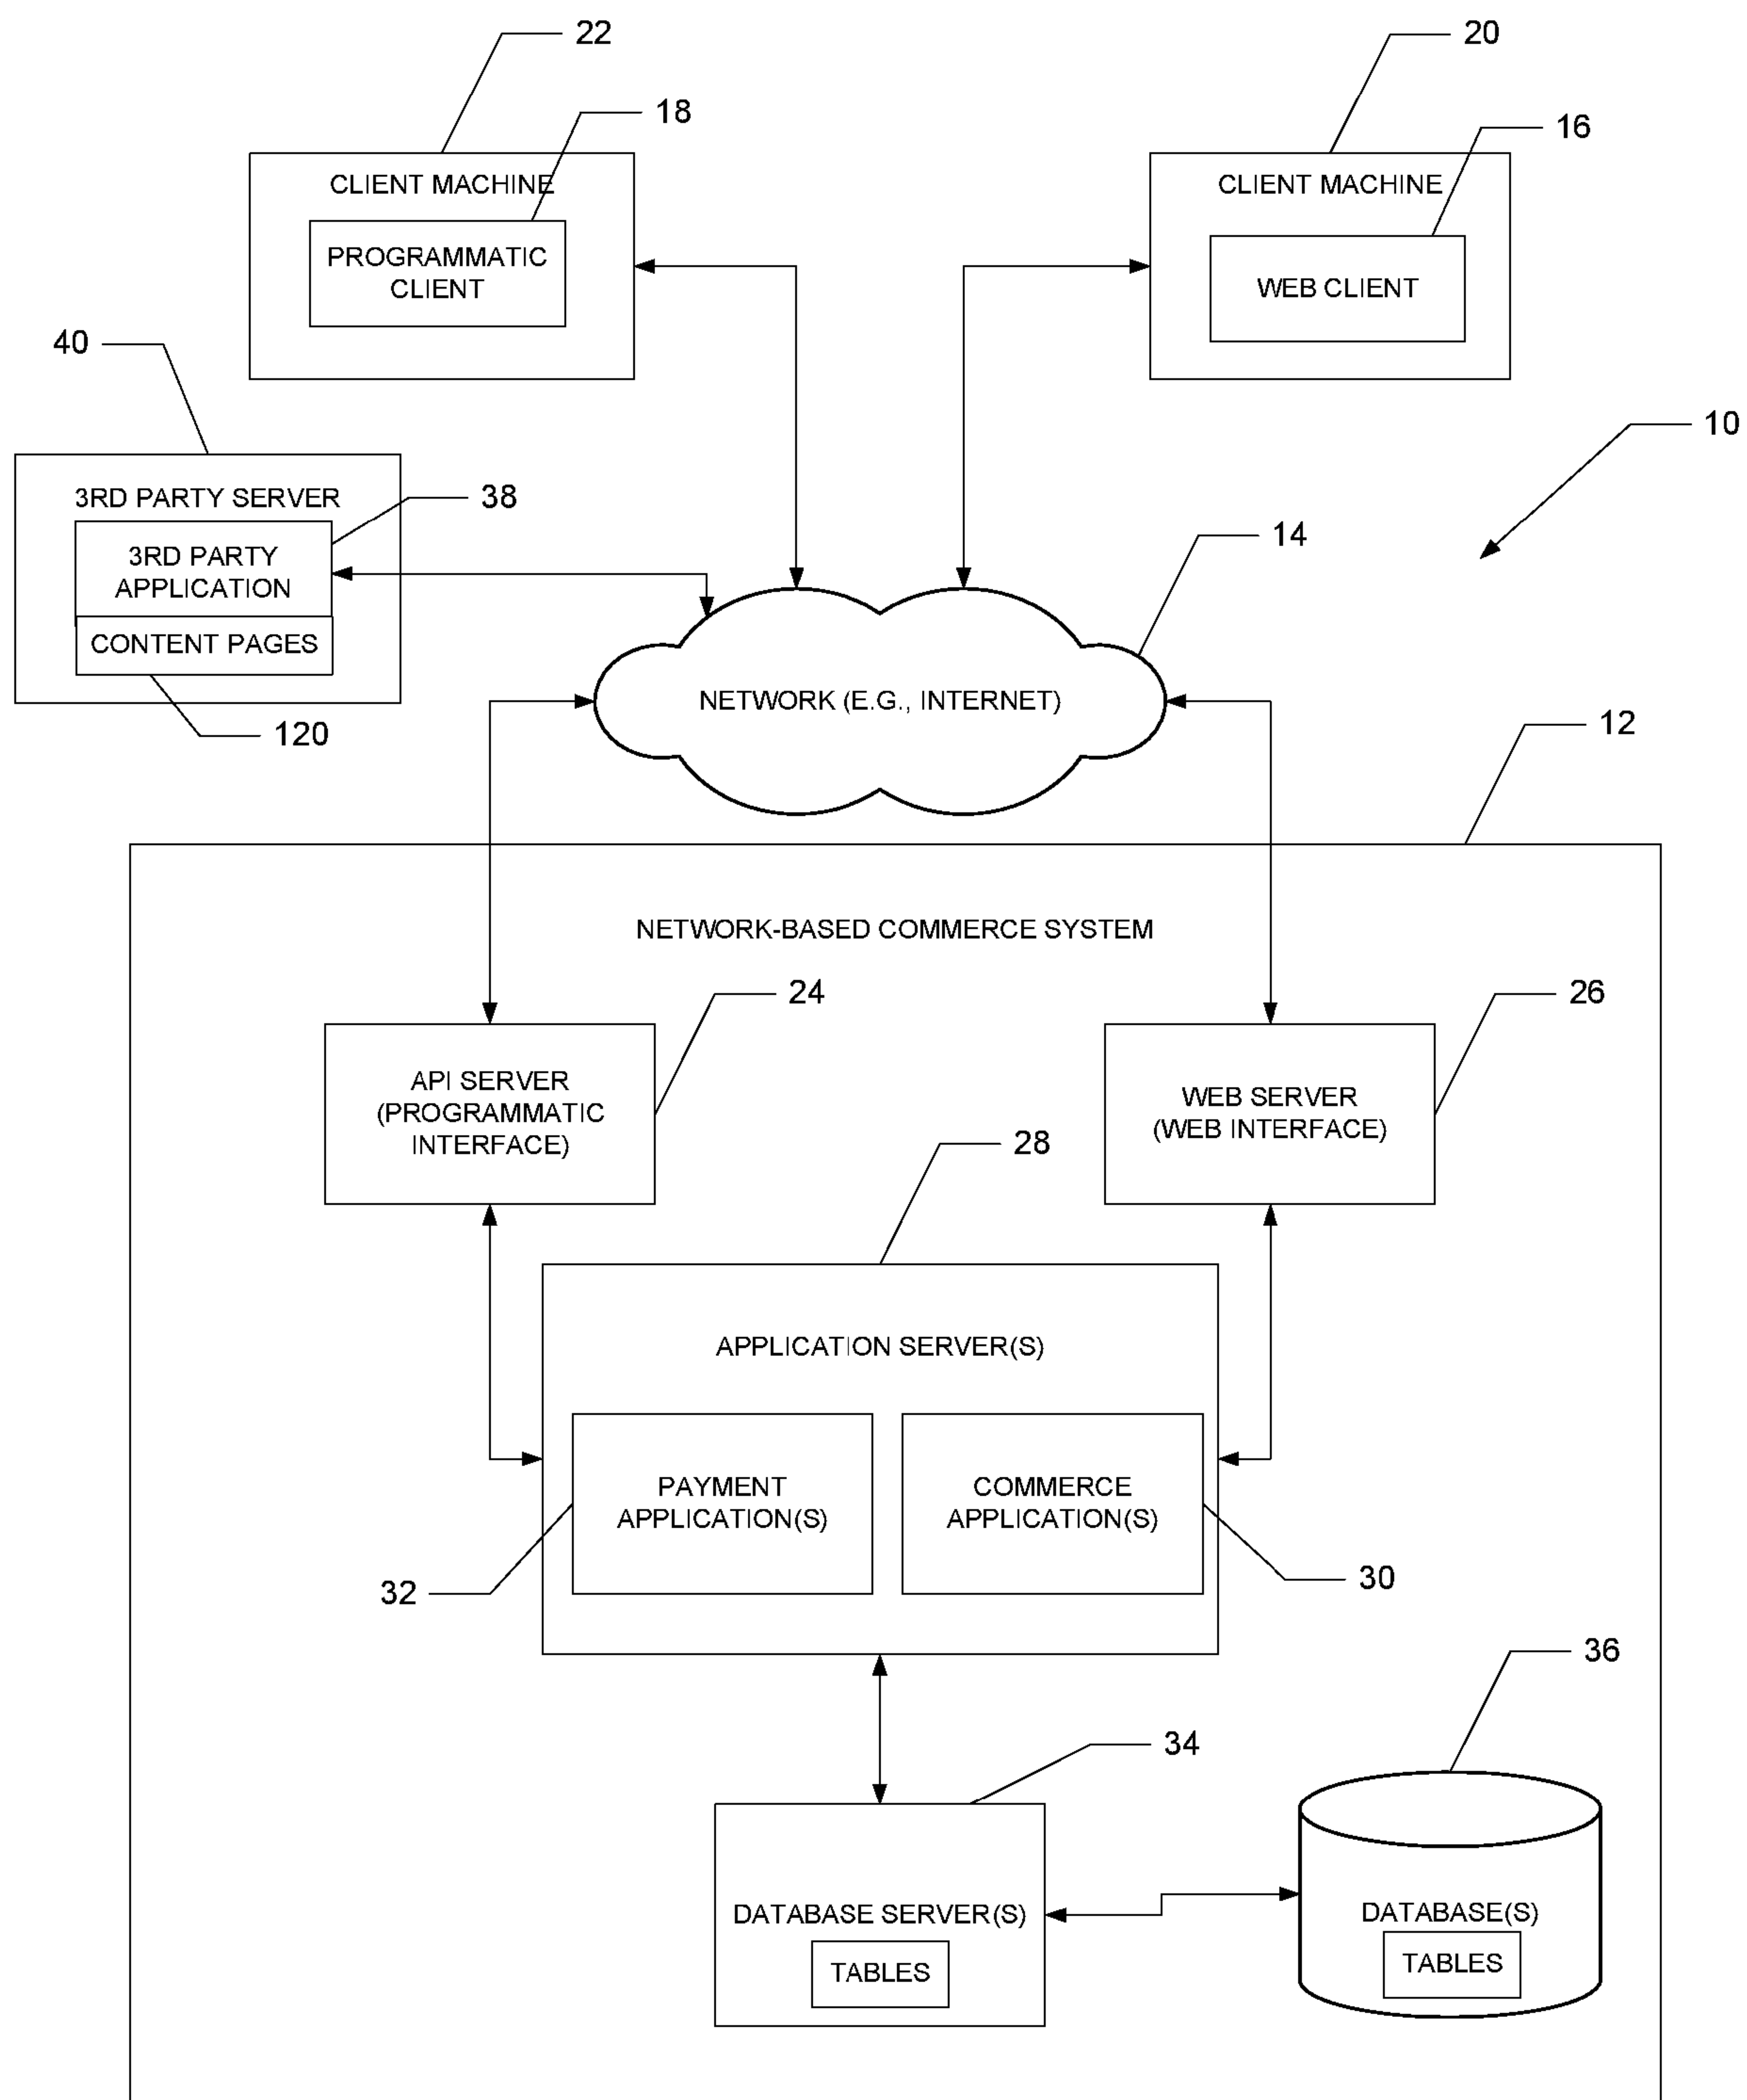 22
20
18
16
CLIENT MACHINE
CLIENT MACHINE
PROGRAMMATIC
CLIENT
WEB CLIENT
40
10
3RD PARTY SERVER
38
14
3RD PARTY
APPLICATION
CONTENT PAGES
NETWORK (E.G., INTERNET)
120
12
NETWORK-BASED COMMERCE SYSTEM
24
26
API SERVER
(PROGRAMMATIC
INTERFACE)
WEB SERVER
(WEB INTERFACE)
28
APPLICATION SERVER(S)
PAYMENT
APPLICATION(S)
COMMERCE
APPLICATION(S)
32
30
36
34
DATABASE SERVER(S)
TABLES
DATABASE(S)
TABLES